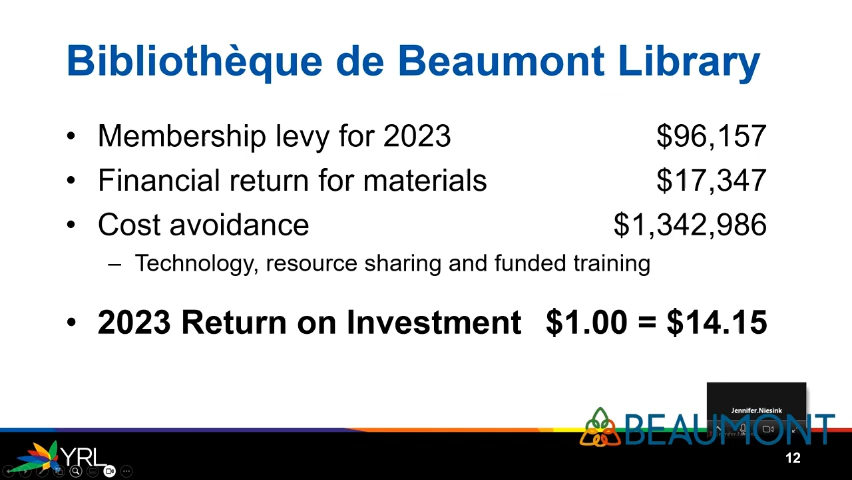 Bibliothèque de Beaumont Library
• Membership levy for 2023 $96,157
• Financial return for materials $17,347
• Cost avoidance $1,342,986
– Technology, resource sharing and funded training
• 2023 Return on Investment $1.00 = $14.15
Jennifer.Niesink
BEAUMONT
YRL
12